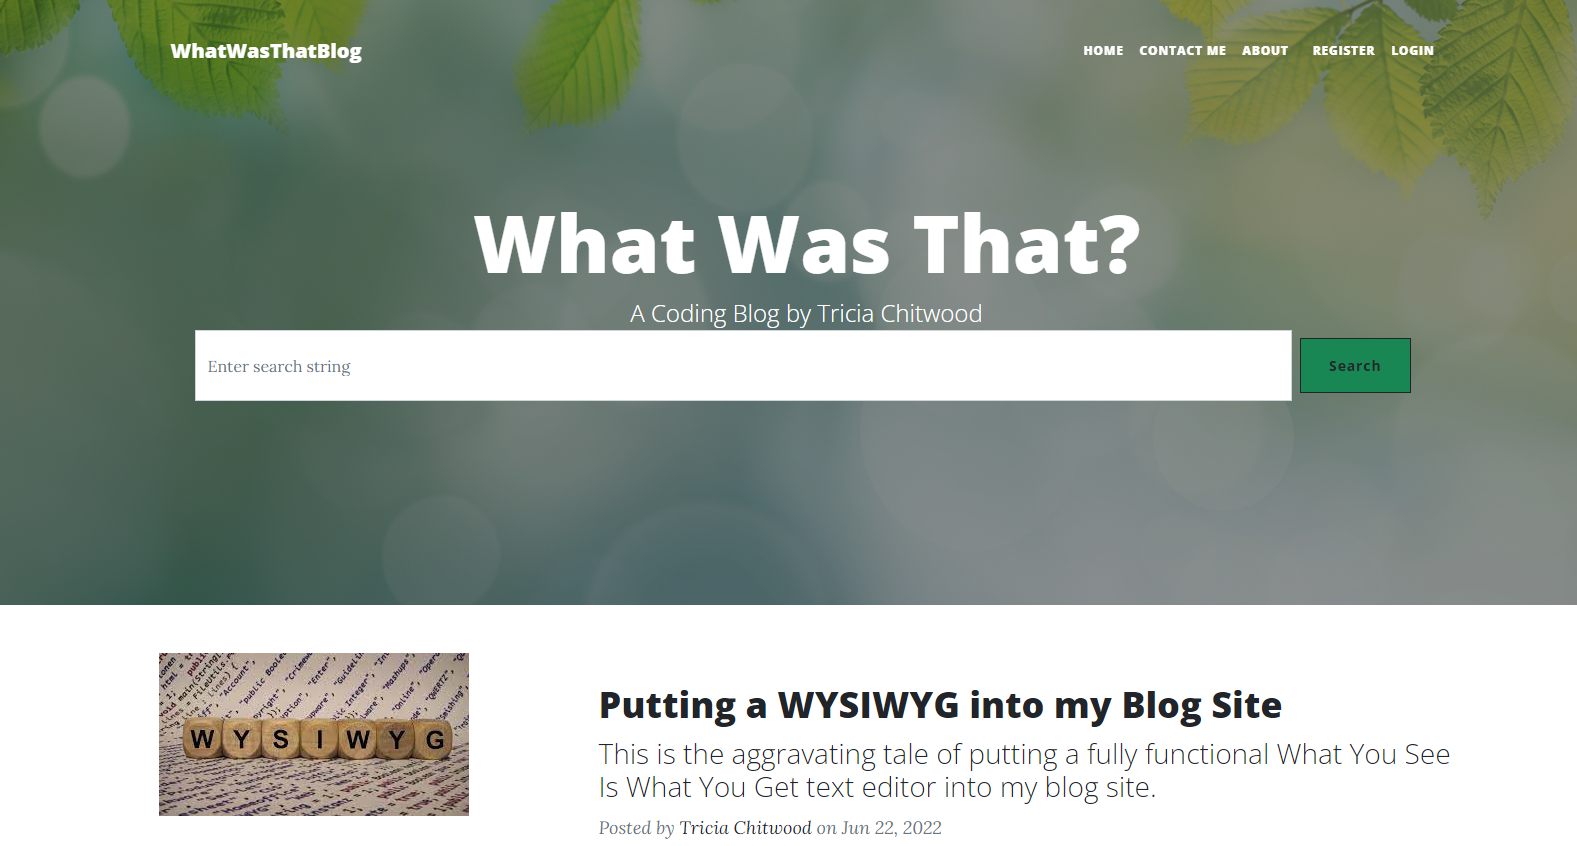 WhatWasThatBlog
HOME CONTACT ME ABOUT REGISTER LOGIN
What Was That?
A Coding Blog by Tricia Chitwood
Enter search string
Search
W Y S I W Y G
Putting a WYSIWYG into my Blog Site
This is the aggravating tale of putting a fully functional What You See
Is What You Get text editor into my blog site.
Posted by Tricia Chitwood on Jun 22, 2022